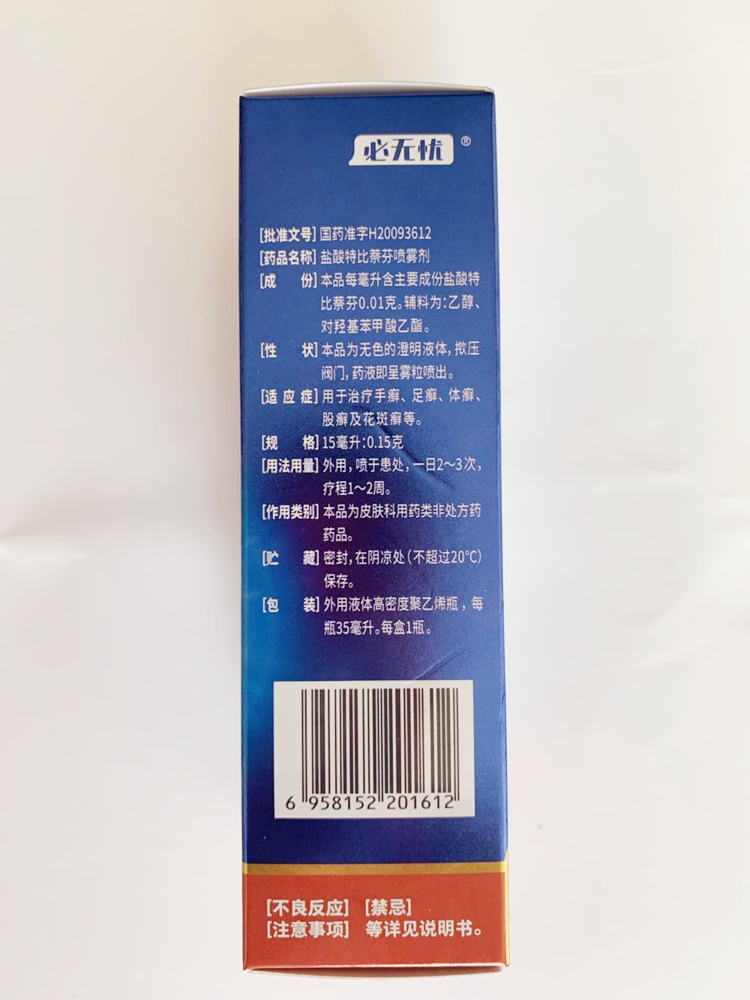 必无忧®
[批准文号]国药准字H20093612
[药品名称]盐酸特比萘芬喷雾剂
[成 份]本品每毫升含主要成份盐酸特
比萘芬0.01克。辅料为:乙醇、
对羟基苯甲酸乙酯。
[性 状]本品为无色的澄明液体,揿压
阀门,药液即呈雾粒喷出。
[适应症]用于治疗手癣、足癣、体癣、
股癣及花斑癣等。
[规 格]15毫升:0.15克
[用法用量]外用,喷于患处,一日2~3次,
疗程1~2周。
[作用类别]本品为皮肤科用药类非处方药
药品。
[贮 藏]密封,在阴凉处(不超过20℃)
保存。
[包 装]外用液体高密度聚乙烯瓶,每
瓶35毫升。每盒1瓶。
6 958152 201612
[不良反应] [禁忌]
[注意事项] 等详见说明书。